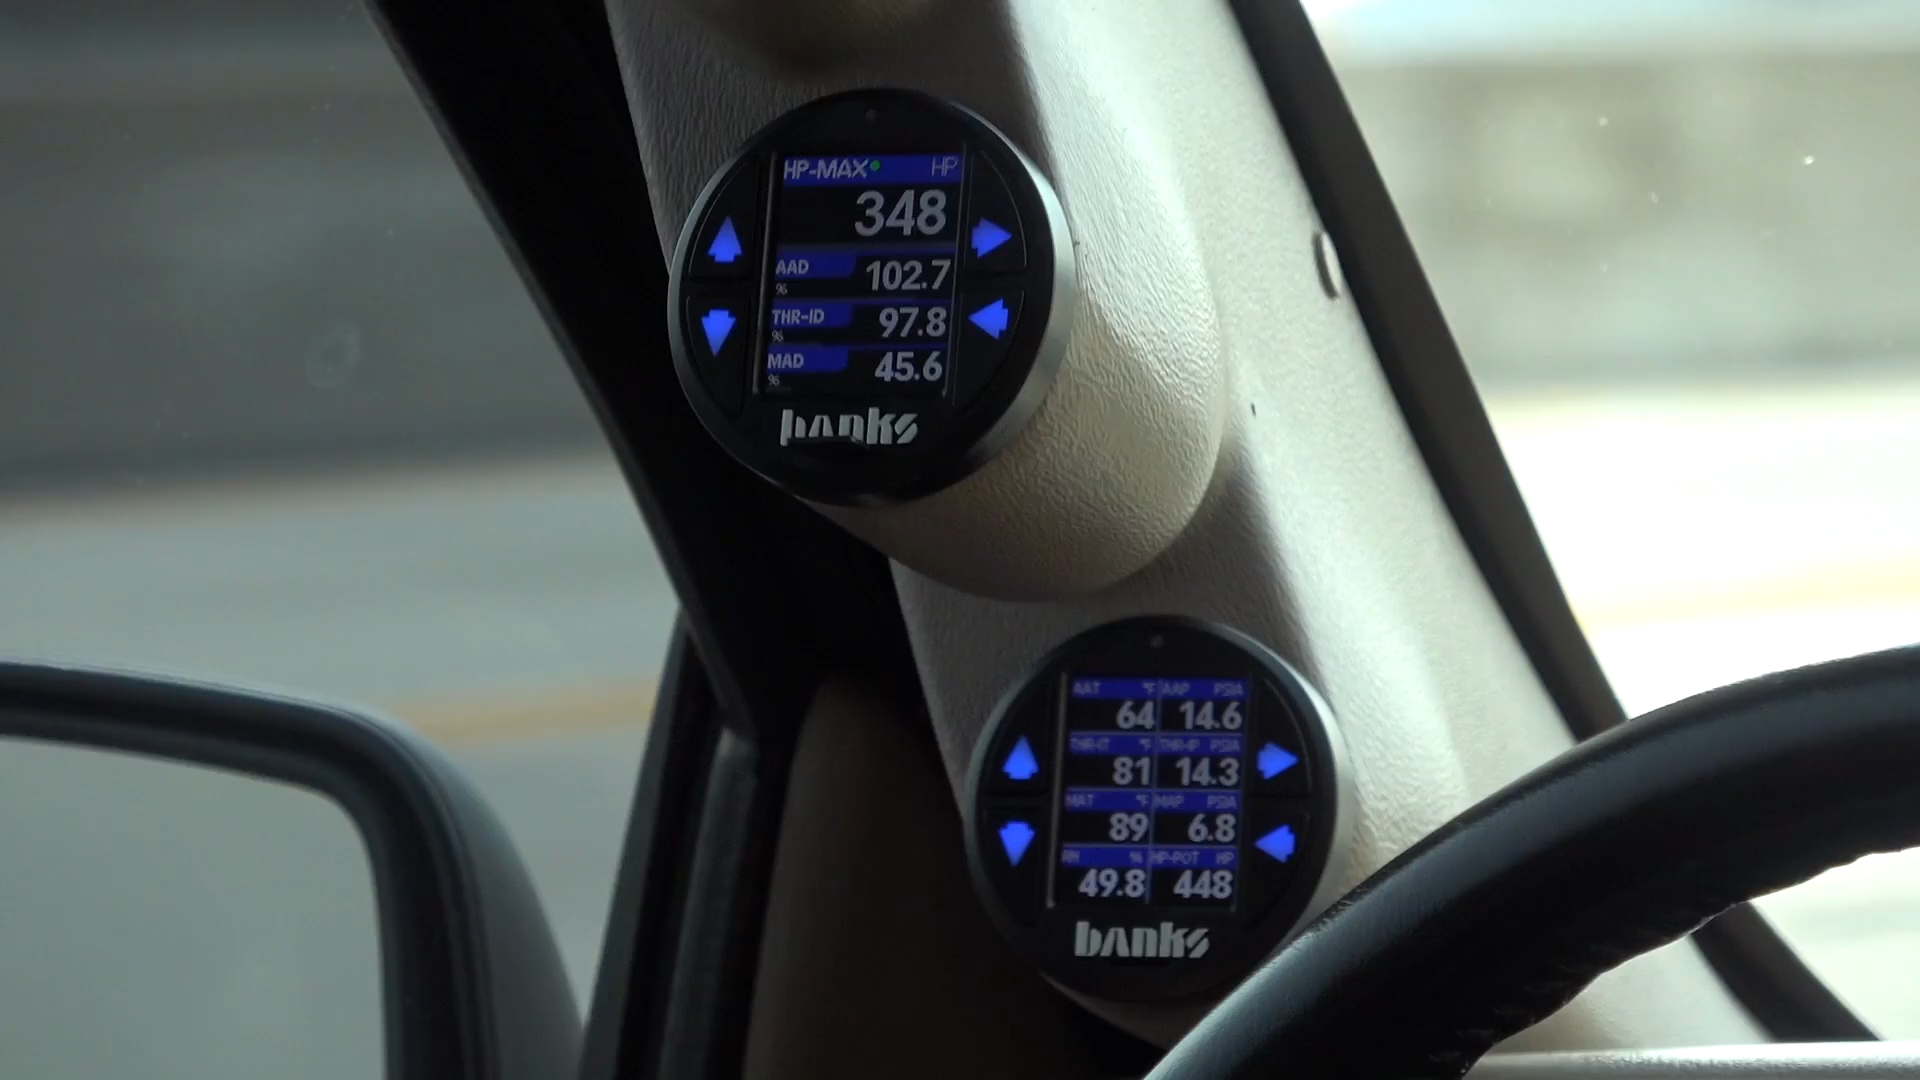 HP-MAX HP
348
AAD % 102.7
THR-ID % 97.8
MAD % 45.6
banks
AAT °F AAP PSIA
64 14.6
THR-IT °F THR-IP PSIA
81 14.3
MAT °F MAP PSIA
89 6.8
RH % HP-POT HP
49.8 448
banks